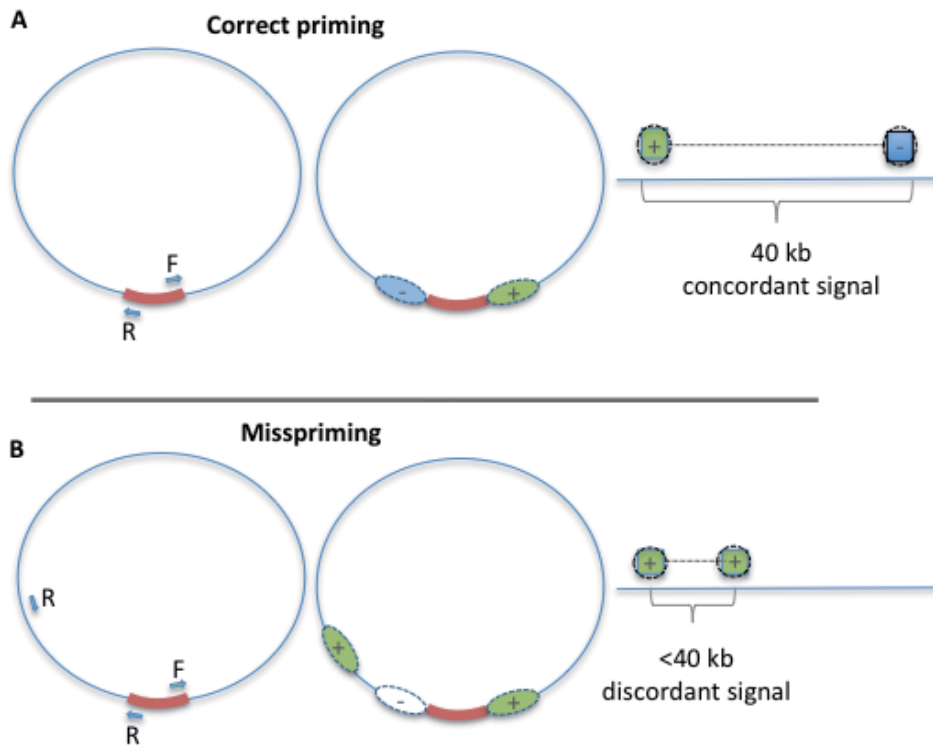 A
Correct priming
F
R
-
+
+
-
40 kb
concordant signal
Misspriming
B
R
F
R
+
-
+
+
+
<40 kb
discordant signal